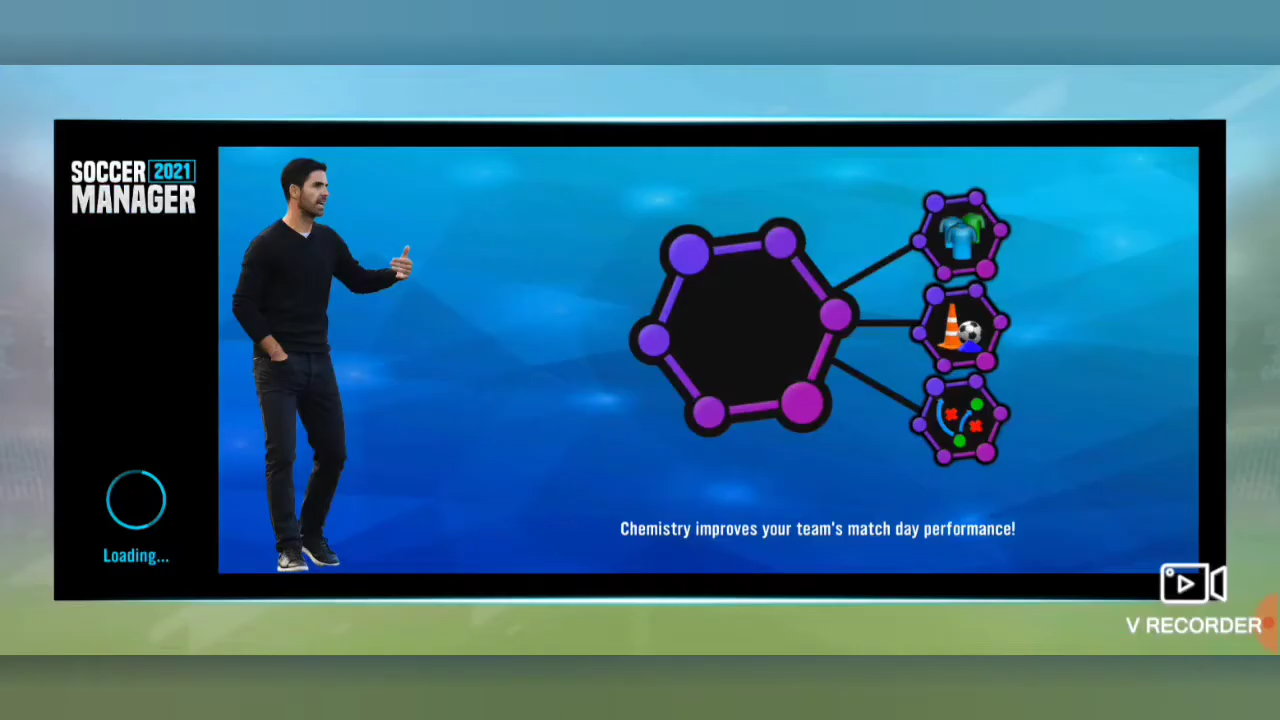 SOCCER 2021
MANAGER
Loading...
Chemistry improves your team's match day performance!
V RECORDER